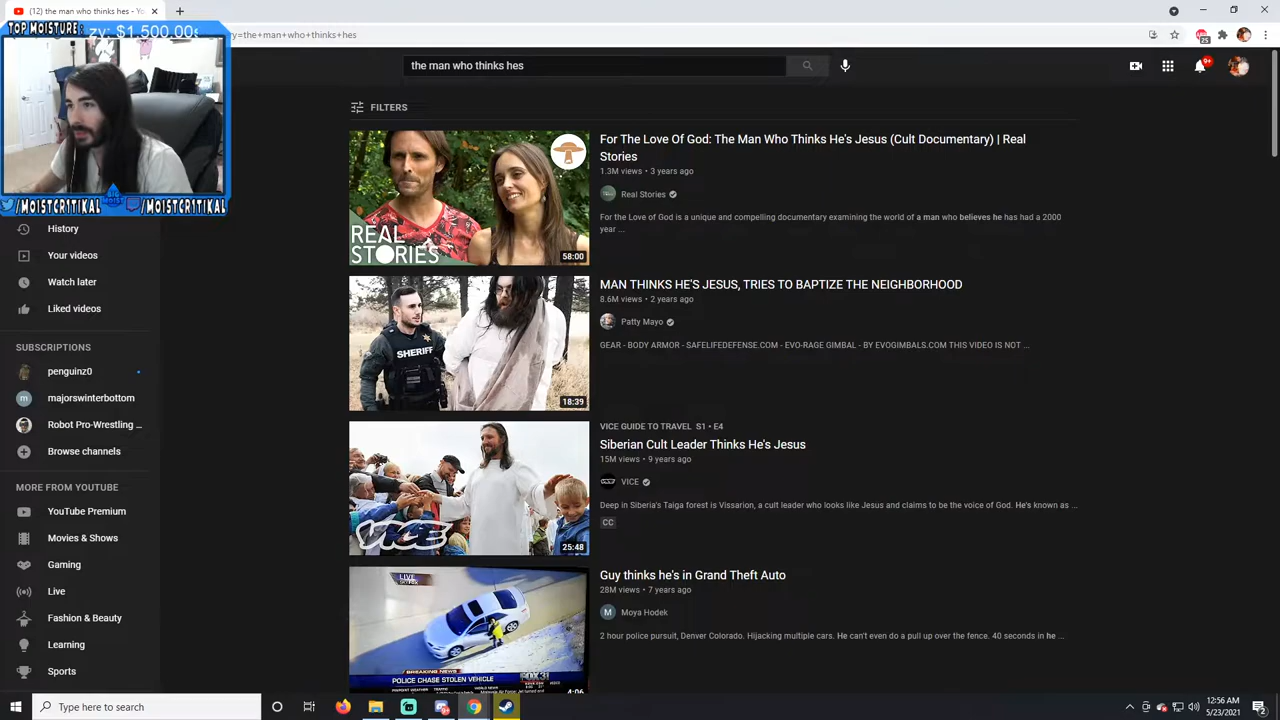 (12) the man who thinks hes - Yo
TOP MOISTURE
zy: $1,500.00
y=the+man+who+thinks+hes
25
the man who thinks hes
9+
FILTERS
/MOISTCRITIKAL
/MOISTCRITIKAL
History
Your videos
Watch later
Liked videos
SUBSCRIPTIONS
penguinz0
majorswinterbottom
Robot Pro-Wrestling ...
Browse channels
MORE FROM YOUTUBE
YouTube Premium
Movies & Shows
Gaming
Live
Fashion & Beauty
Learning
Sports
REAL
STORIES
58:00
For The Love Of God: The Man Who Thinks He's Jesus (Cult Documentary) | Real
Stories
1.3M views • 3 years ago
Real Stories
For the Love of God is a unique and compelling documentary examining the world of a man who believes he has had a 2000
year ...
SHERIFF
18:39
MAN THINKS HE'S JESUS, TRIES TO BAPTIZE THE NEIGHBORHOOD
8.6M views • 2 years ago
Patty Mayo
GEAR - BODY ARMOR - SAFELIFEDEFENSE.COM - EVO-RAGE GIMBAL - BY EVOGIMBALS.COM THIS VIDEO IS NOT ...
VICE
25:48
VICE GUIDE TO TRAVEL S1 • E4
Siberian Cult Leader Thinks He's Jesus
15M views • 9 years ago
VICE
Deep in Siberia's Taiga forest is Vissarion, a cult leader who looks like Jesus and claims to be the voice of God. He's known as ...
CC
LIVE
BREAKING NEWS
POLICE CHASE STOLEN VEHICLE
FOX31
4:06
Guy thinks he's in Grand Theft Auto
28M views • 7 years ago
M
Moya Hodek
2 hour police pursuit, Denver Colorado. Hijacking multiple cars. He can't even do a pull up over the fence. 40 seconds in he ...
Type here to search
12:56 AM
5/23/2021
2